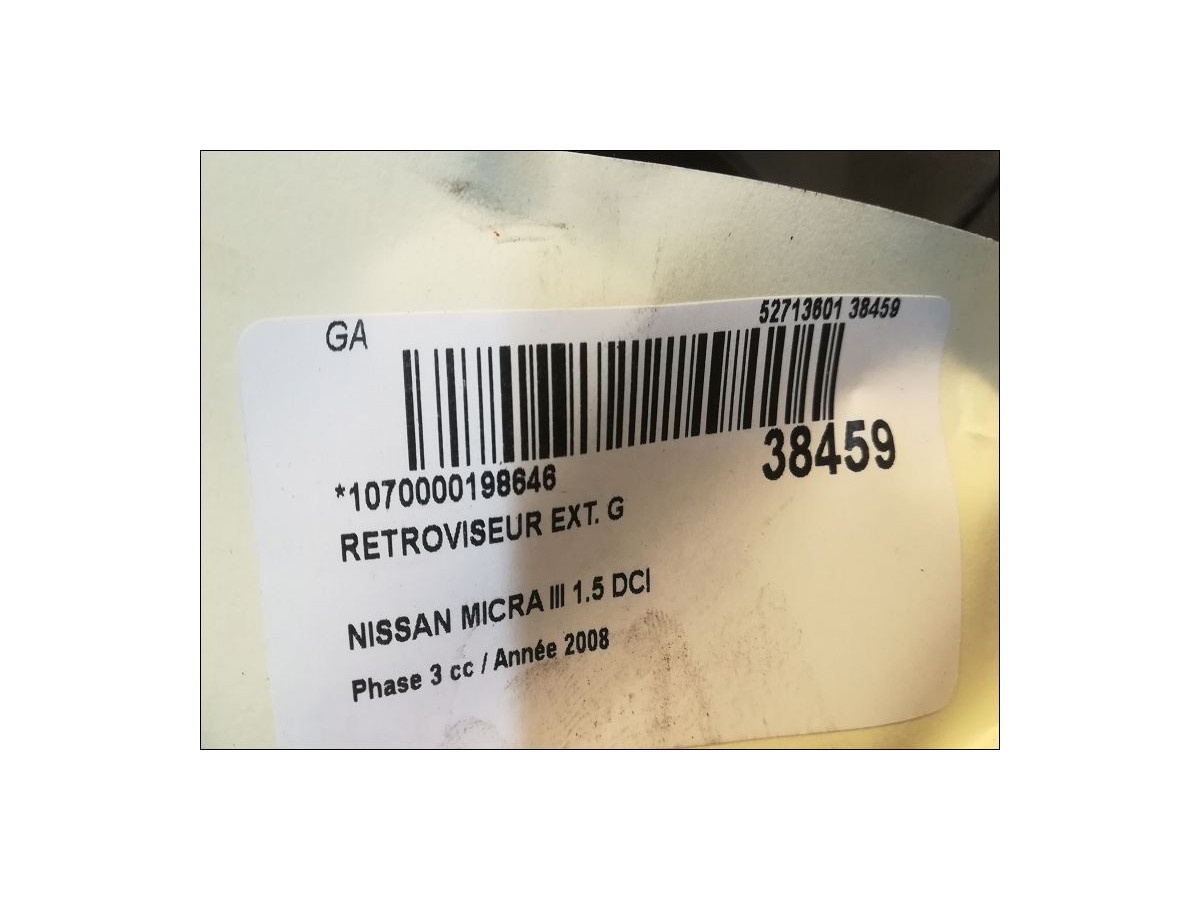 GA
52713601 38459
38459
*1070000198646
RETROVISEUR EXT. G
NISSAN MICRA III 1.5 DCI
Phase 3 cc / Année 2008